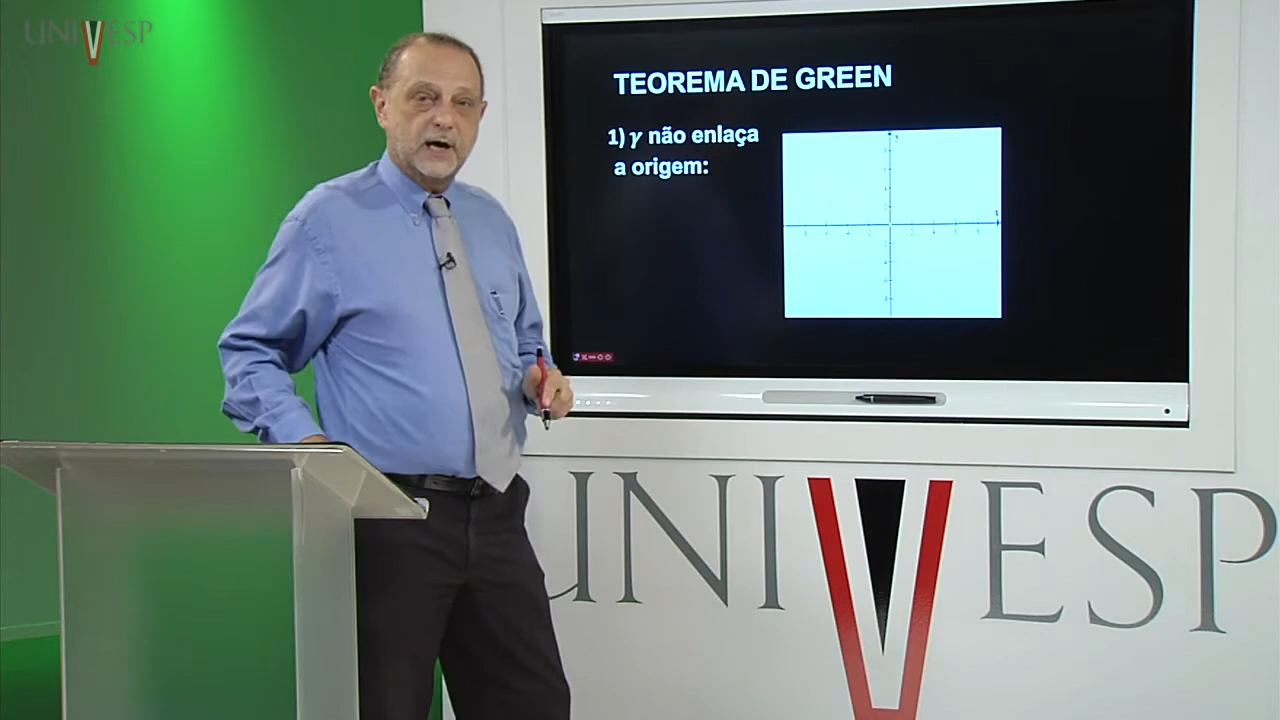 UNIVESP
TEOREMA DE GREEN
1) γ não enlaça
a origem:
UNIVESP